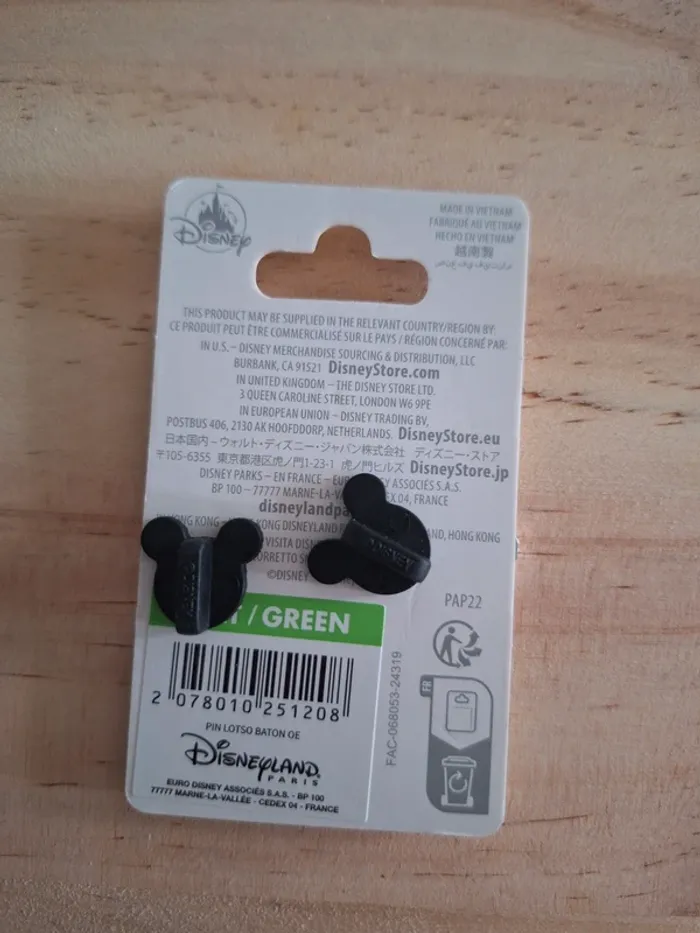 Disney
MADE IN VIETNAM
FABRIQUÉ AU VIETNAM
HECHO EN VIETNAM
越南製
THIS PRODUCT MAY BE SUPPLIED IN THE RELEVANT COUNTRY/REGION BY:
CE PRODUIT PEUT ÊTRE COMMERCIALISÉ SUR LE PAYS / RÉGION CONCERNÉ PAR:
IN U.S. – DISNEY MERCHANDISE SOURCING & DISTRIBUTION, LLC
BURBANK, CA 91521 DisneyStore.com
IN UNITED KINGDOM – THE DISNEY STORE LTD.
3 QUEEN CAROLINE STREET, LONDON W6 9PE
IN EUROPEAN UNION – DISNEY TRADING BV,
POSTBUS 406, 2130 AK HOOFDDORP, NETHERLANDS. DisneyStore.eu
日本国内 – ウォルト・ディズニー・ジャパン株式会社 ディズニー・ストア
〒105-6355 東京都港区虎ノ門1-23-1 虎ノ門ヒルズ DisneyStore.jp
DISNEY PARKS – EN FRANCE – ASSOCIÉS S.A.S.
BP 100 – 77777 MARNE-LA- 04, FRANCE
disneylandpa
KONG – KONG DISNEYLAND HONG KONG
VISITA
©DISNEY
DISNEY
/ GREEN
2 078010 251208
PIN LOTSO BATON OE
Disneyland
PARIS
EURO DISNEY ASSOCIÉS S.A.S. - BP 100
77777 MARNE-LA-VALLÉE - CEDEX 04 - FRANCE
FAC-068053-24319
PAP22
FR